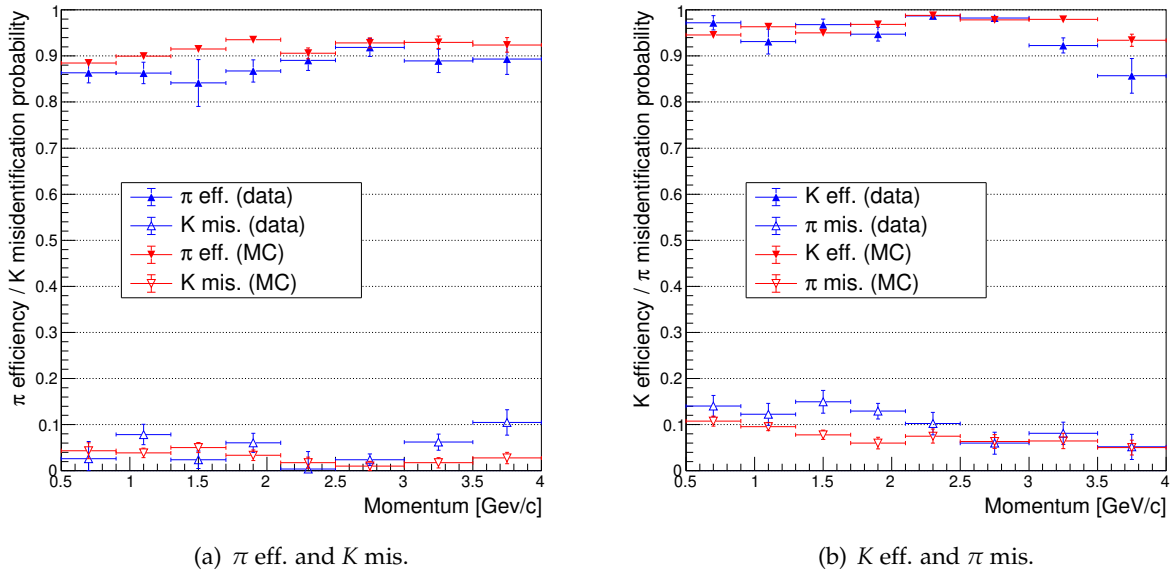 π efficiency / K misidentification probability
1
0.9
0.8
0.7
0.6
0.5
0.4
0.3
0.2
0.1
0
π eff. (data)
K mis. (data)
π eff. (MC)
K mis. (MC)
0.5 1 1.5 2 2.5 3 3.5 4
Momentum [Gev/c]
(a) π eff. and K mis.
K efficiency / π misidentification probability
1
0.9
0.8
0.7
0.6
0.5
0.4
0.3
0.2
0.1
0
K eff. (data)
π mis. (data)
K eff. (MC)
π mis. (MC)
0.5 1 1.5 2 2.5 3 3.5 4
Momentum [GeV/c]
(b) K eff. and π mis.